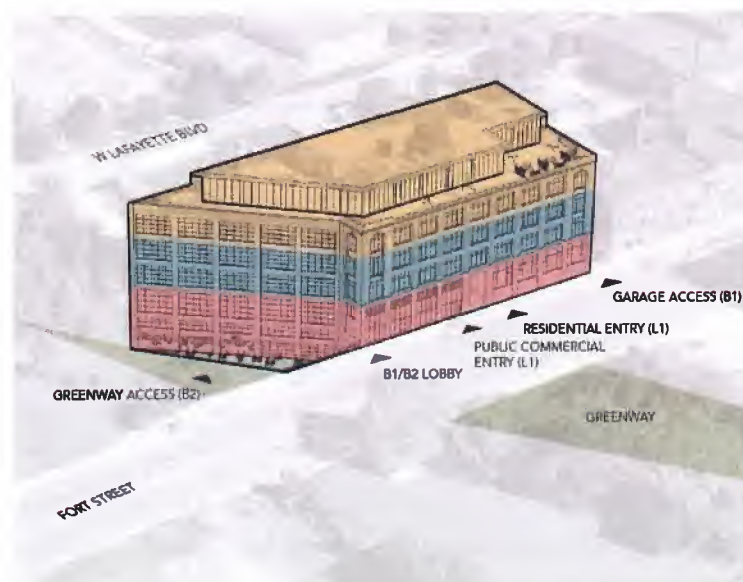 W LAFAYETTE BLVD
GARAGE ACCESS (B1)
RESIDENTIAL ENTRY (L1)
PUBLIC COMMERCIAL
ENTRY (L1)
B1/B2 LOBBY
GREENWAY ACCESS (B2)
GREENWAY
FORT STREET